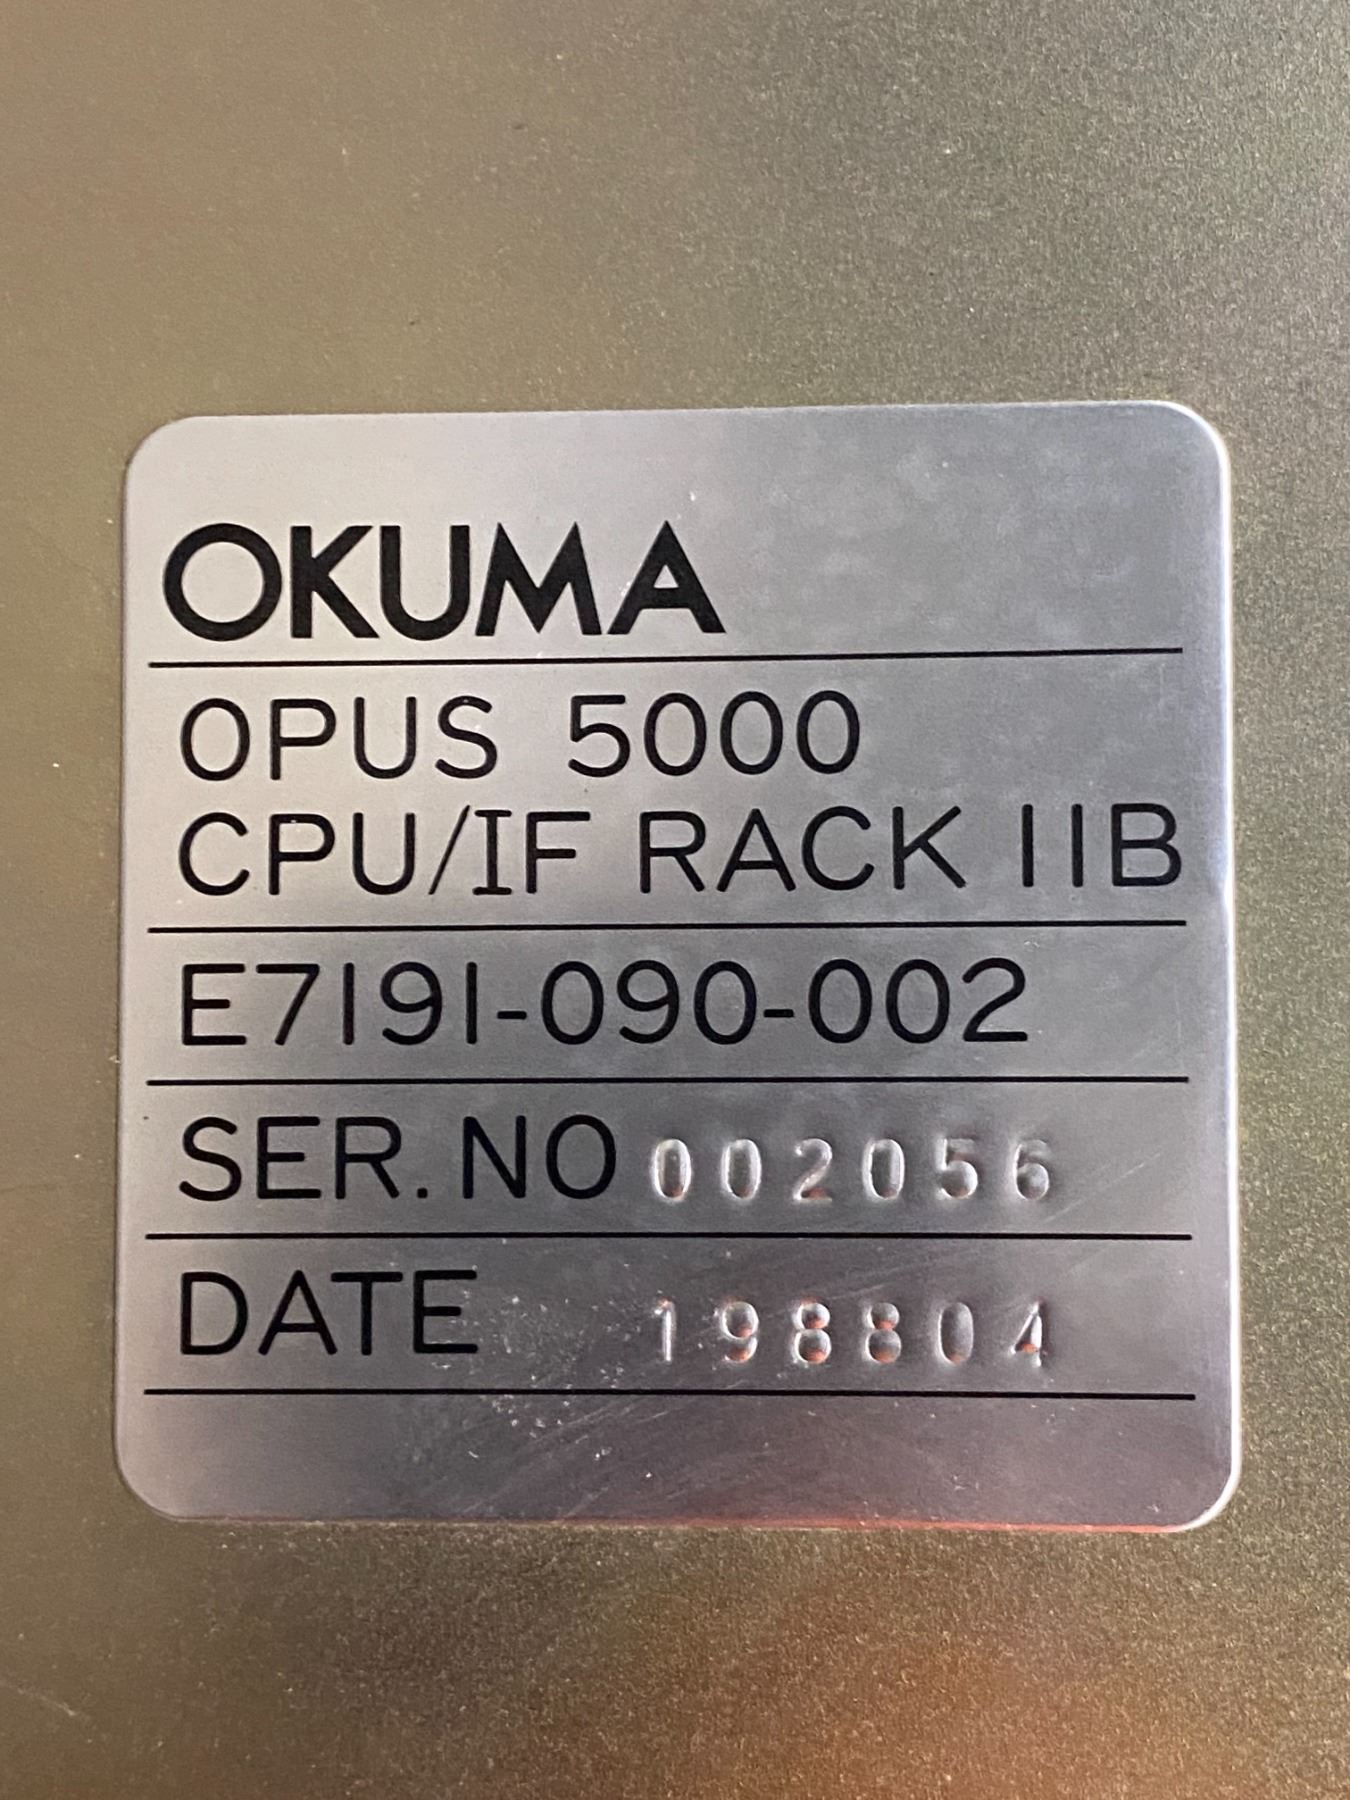 OKUMA
OPUS 5000
CPU/IF RACK IIB
E7191-090-002
SER. NO 002056
DATE 198804